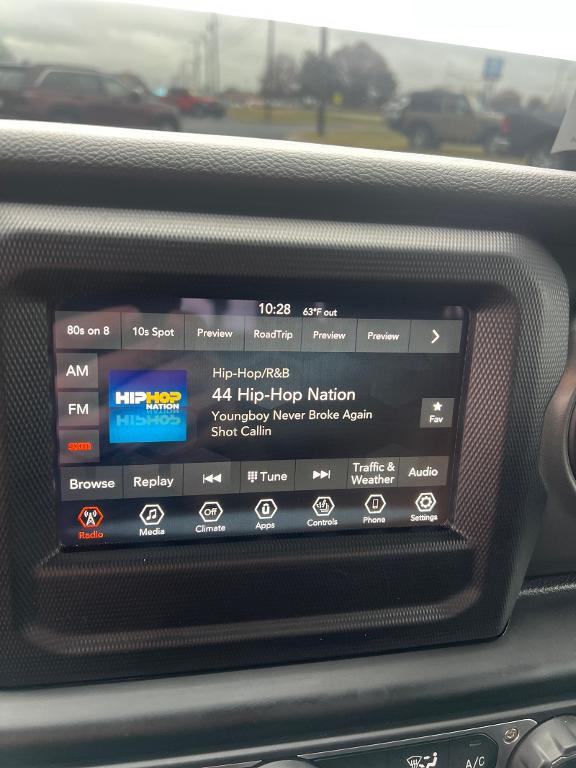 10:28 63°F out
80s on 8 10s Spot Preview RoadTrip Preview Preview
AM
FM
sxm
HIPHOP
NATION
Hip-Hop/R&B
44 Hip-Hop Nation
Youngboy Never Broke Again
Shot Callin
Fav
Browse Replay Tune Traffic & Weather Audio
Radio Media Off Climate Apps Controls Phone Settings
A/C